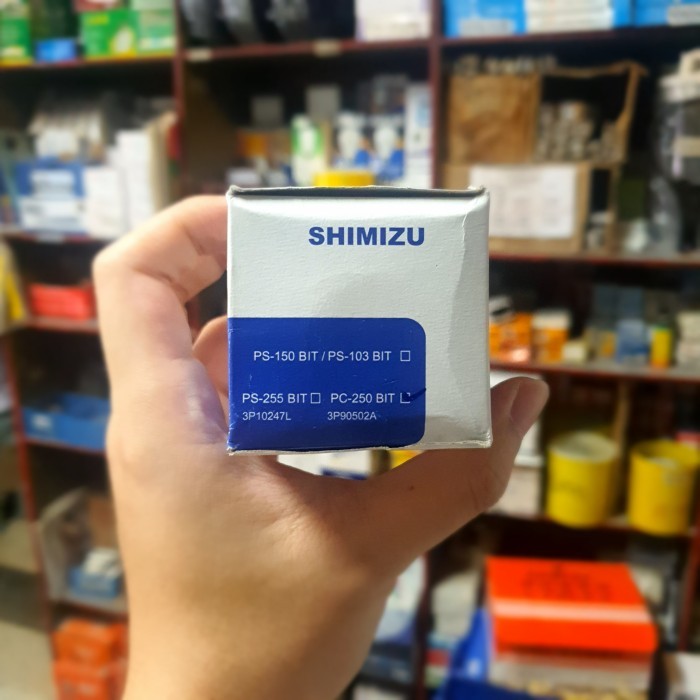 SHIMIZU
PS-150 BIT / PS-103 BIT ☐
PS-255 BIT ☐ PC-250 BIT ☑
3P10247L 3P90502A